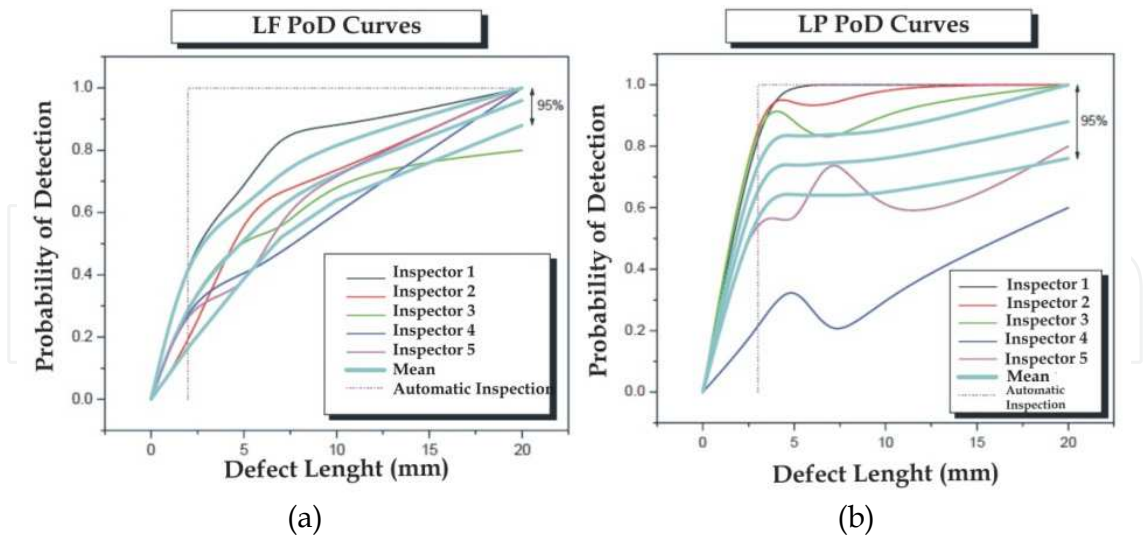 LF PoD Curves
Probability of Detection
1.0
0.8
0.6
0.4
0.2
0.0
95%
Inspector 1
Inspector 2
Inspector 3
Inspector 4
Inspector 5
Mean
Automatic Inspection
0
5
10
15
20
Defect Lenght (mm)
(a)
LP PoD Curves
Probability of Detection
1.0
0.8
0.6
0.4
0.2
0.0
95%
Inspector 1
Inspector 2
Inspector 3
Inspector 4
Inspector 5
Mean
Automatic
Inspection
0
5
10
15
20
Defect Lenght (mm)
(b)